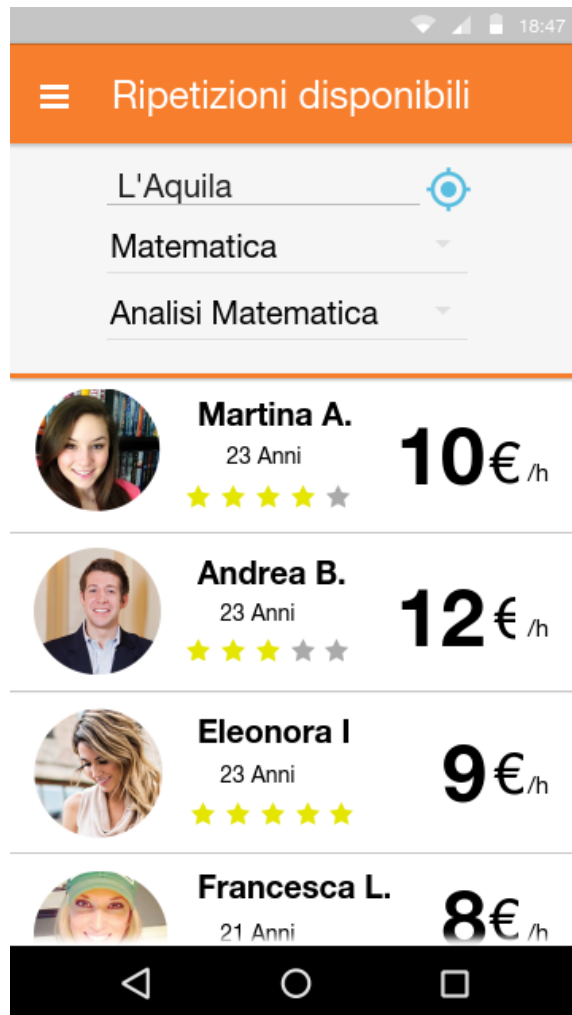 18:47
Ripetizioni disponibili
L'Aquila
Matematica
Analisi Matematica
Martina A.
23 Anni
10€/h
Andrea B.
23 Anni
12€/h
Eleonora I
23 Anni
9€/h
Francesca L.
21 Anni
8€/h